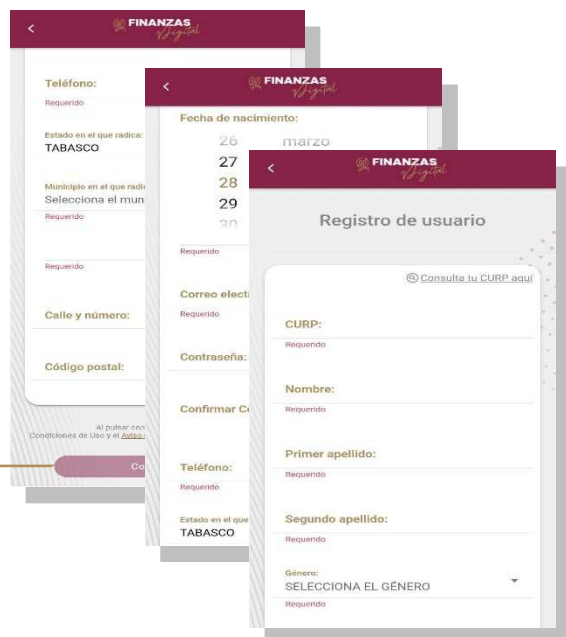 FINANZAS
Digital
Teléfono:
Requerido
Estado en el que radica:
TABASCO
Municipio en el que
Selecciona el mun
Requerido
Requerido
Calle y número:
Código postal:
Al pulsar con
Condiciones de Uso y el Aviso
Co
FINANZAS
Digital
Fecha de nacimiento:
26 marzo
27
28
29
30
Requerido
Correo elect
Requerido
Contraseña:
Confirmar C
Teléfono:
Requerido
Estado en el que
TABASCO
FINANZAS
Digital
Registro de usuario
Consulta tu CURP aquí
CURP:
Requerido
Nombre:
Requerido
Primer apellido:
Requerido
Segundo apellido:
Requerido
Género:
SELECCIONA EL GÉNERO
Requerido